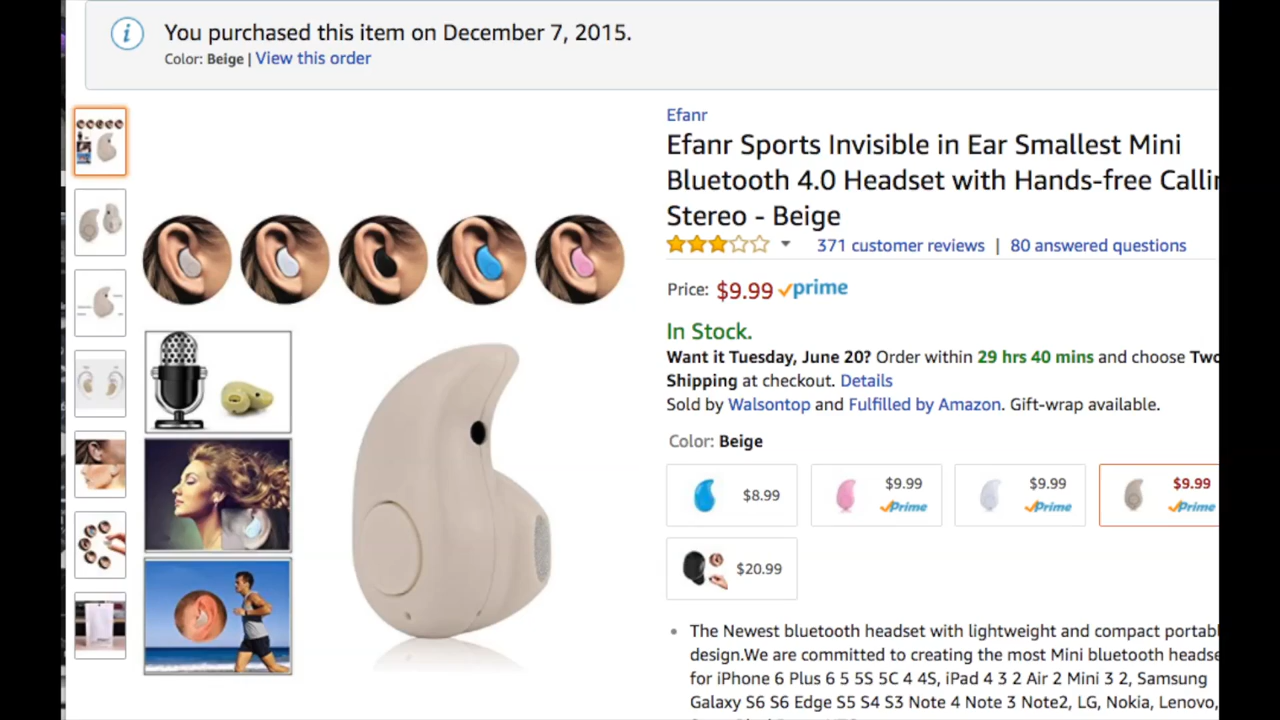 You purchased this item on December 7, 2015.
Color: Beige | View this order
Efanr
Efanr Sports Invisible in Ear Smallest Mini
Bluetooth 4.0 Headset with Hands-free Callin
Stereo - Beige
371 customer reviews | 80 answered questions
Price: $9.99 prime
In Stock.
Want it Tuesday, June 20? Order within 29 hrs 40 mins and choose Two
Shipping at checkout. Details
Sold by Walsontop and Fulfilled by Amazon. Gift-wrap available.
Color: Beige
$8.99 $9.99 Prime $9.99 Prime $9.99 Prime
$20.99
• The Newest bluetooth headset with lightweight and compact portabl
design.We are committed to creating the most Mini bluetooth headse
for iPhone 6 Plus 6 5 5S 5C 4 4S, iPad 4 3 2 Air 2 Mini 3 2, Samsung
Galaxy S6 S6 Edge S5 S4 S3 Note 4 Note 3 Note2, LG, Nokia, Lenovo,